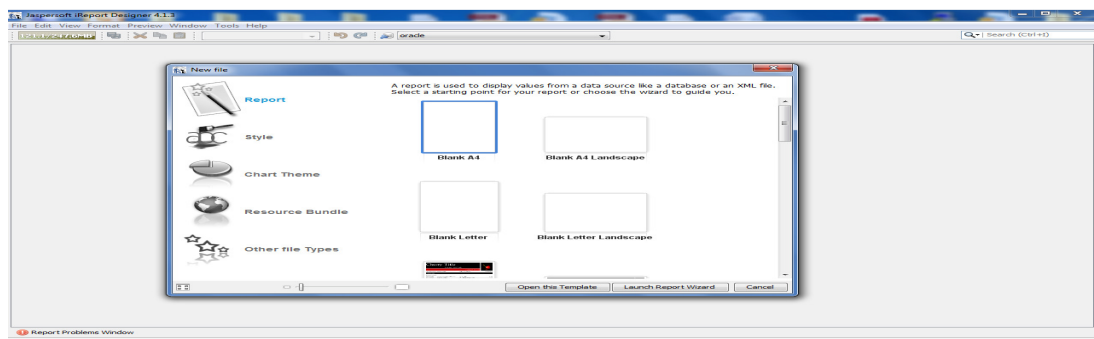 Jaspersoft iReport Designer 4.1.3
File Edit View Format Preview Window Tools Help
oracle
Search (Ctrl+I)
New file
A report is used to display values from a data source like a database or an XML file.
Select a starting point for your report or choose the wizard to guide you.
Report
Style
Chart Theme
Resource Bundle
Other file Types
Blank A4
Blank A4 Landscape
Blank Letter
Blank Letter Landscape
Open this Template
Launch Report Wizard
Cancel
Report Problems Window